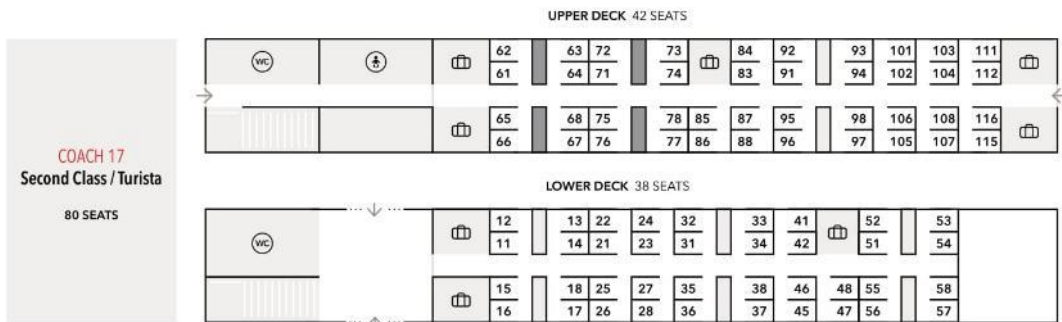 UPPER DECK 42 SEATS
WC
62 63 72 73 84 92 93 101 103 111
61 64 71 74 83 91 94 102 104 112
65 68 75 78 85 87 95 98 106 108 116
66 67 76 77 86 88 96 97 105 107 115
COACH 17
Second Class / Turista
80 SEATS
LOWER DECK 38 SEATS
WC
12 13 22 24 32 33 41 52 53
11 14 21 23 31 34 42 51 54
15 18 25 27 35 38 46 48 55 58
16 17 26 28 36 37 45 47 56 57